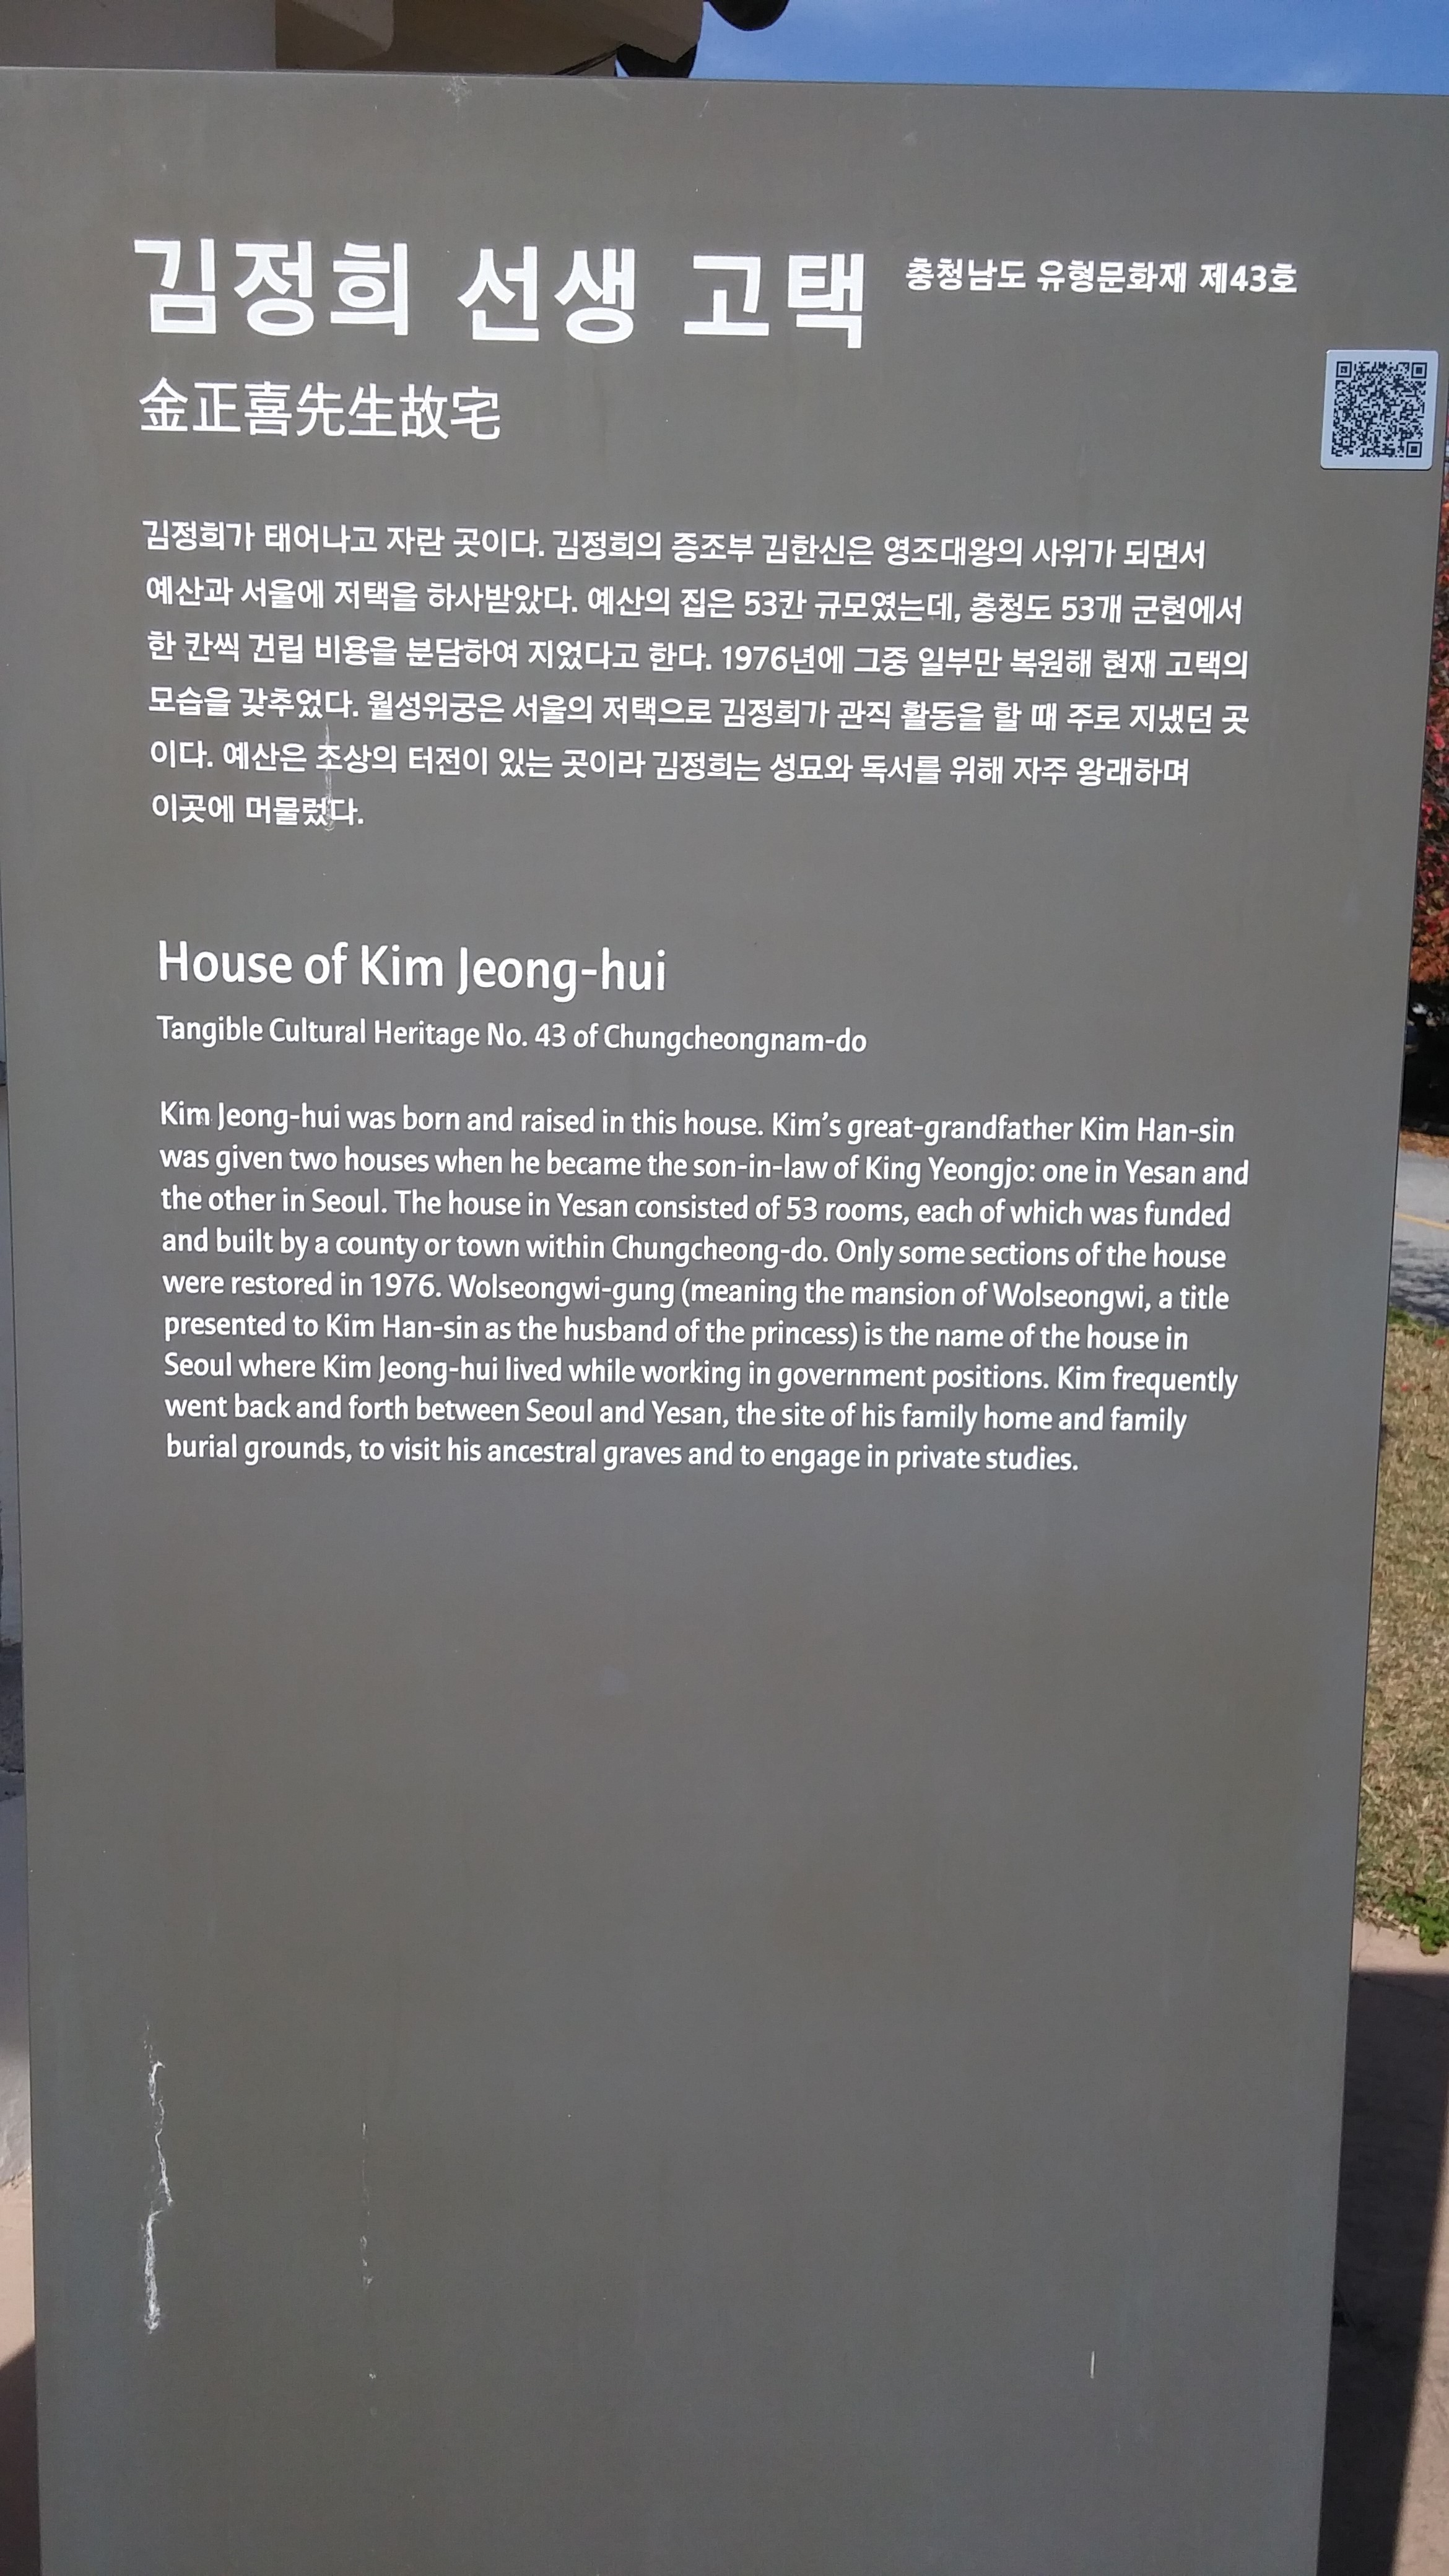 김정희 선생 고택 충청남도 유형문화재 제43호
金正喜先生故宅
김정희가 태어나고 자란 곳이다. 김정희의 증조부 김한신은 영조대왕의 사위가 되면서
예산과 서울에 저택을 하사받았다. 예산의 집은 53칸 규모였는데, 충청도 53개 군현에서
한 칸씩 건립 비용을 분담하여 지었다고 한다. 1976년에 그중 일부만 복원해 현재 고택의
모습을 갖추었다. 월성위궁은 서울의 저택으로 김정희가 관직 활동을 할 때 주로 지냈던 곳
이다. 예산은 조상의 터전이 있는 곳이라 김정희는 성묘와 독서를 위해 자주 왕래하며
이곳에 머물렀다.
House of Kim Jeong-hui
Tangible Cultural Heritage No. 43 of Chungcheongnam-do
Kim Jeong-hui was born and raised in this house. Kim's great-grandfather Kim Han-sin
was given two houses when he became the son-in-law of King Yeongjo: one in Yesan and
the other in Seoul. The house in Yesan consisted of 53 rooms, each of which was funded
and built by a county or town within Chungcheong-do. Only some sections of the house
were restored in 1976. Wolseongwi-gung (meaning the mansion of Wolseongwi, a title
presented to Kim Han-sin as the husband of the princess) is the name of the house in
Seoul where Kim Jeong-hui lived while working in government positions. Kim frequently
went back and forth between Seoul and Yesan, the site of his family home and family
burial grounds, to visit his ancestral graves and to engage in private studies.